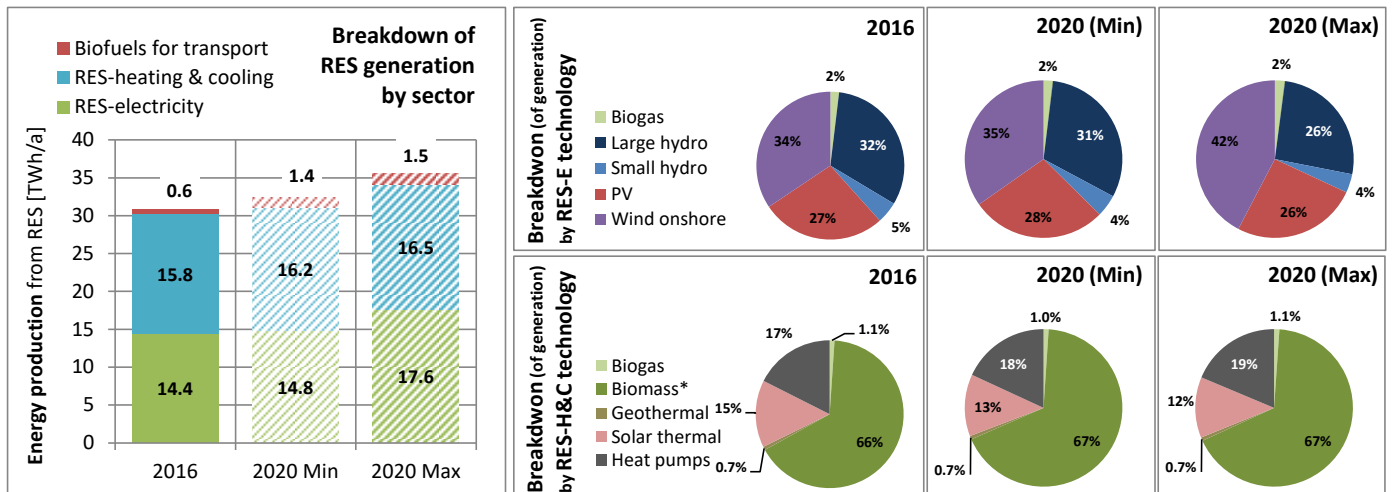 Breakdown of
RES generation
by sector
Biofuels for transport
RES-heating & cooling
RES-electricity
Energy production from RES [TWh/a]
40
35
30
25
20
15
10
5
0
0.6
15.8
14.4
1.4
16.2
14.8
1.5
16.5
17.6
2016
2020 Min
2020 Max
Breakdwon (of generation)
by RES-E technology
Biogas
Large hydro
Small hydro
PV
Wind onshore
2016
2%
32%
5%
27%
34%
2020 (Min)
2%
31%
4%
28%
35%
2020 (Max)
2%
26%
4%
26%
42%
Breakdwon (of generation)
by RES-H&C technology
Biogas
Biomass*
Geothermal
Solar thermal
Heat pumps
2016
1.1%
66%
0.7%
15%
17%
2020 (Min)
1.0%
67%
0.7%
13%
18%
2020 (Max)
1.1%
67%
0.7%
12%
19%